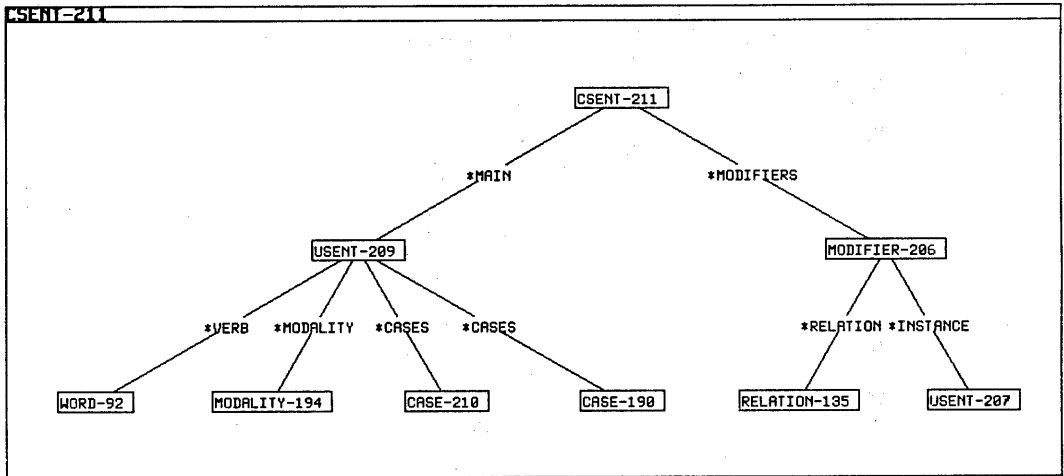 CSENT-211
CSENT-211
*MAIN *MODIFIERS
USENT-209 MODIFIER-206
*VERB *MODALITY *CASES *CASES *RELATION *INSTANCE
WORD-92 MODALITY-194 CASE-210 CASE-190 RELATION-135 USENT-207